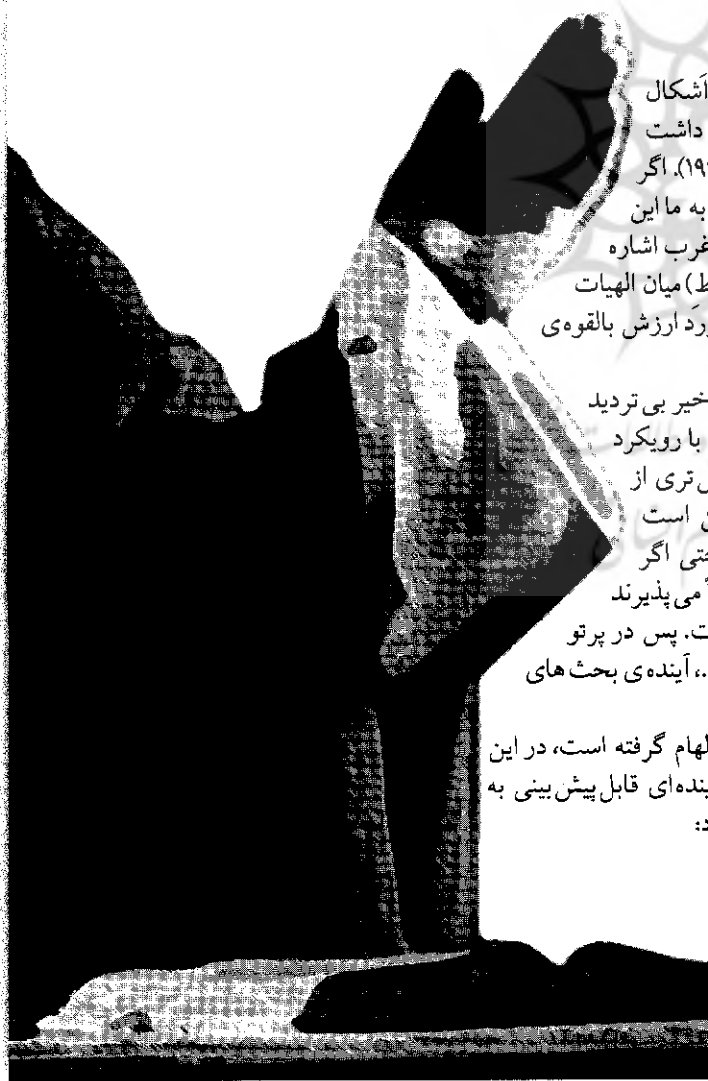 اَشکال
داشت
۱۹). اگر
به ما این
غرب اشاره
ط) میان الهیات
ورَد ارزش بالقوه‌ی
خیر بی‌تردید
با رویکرد
ل‌تری از
ن است
حتی اگر
ً می‌پذیرند
ت. پس در پرتو
..، آینده‌ی بحث‌های
لهام گرفته است، در این
ینده‌ای قابل‌پیش‌بینی به
د: